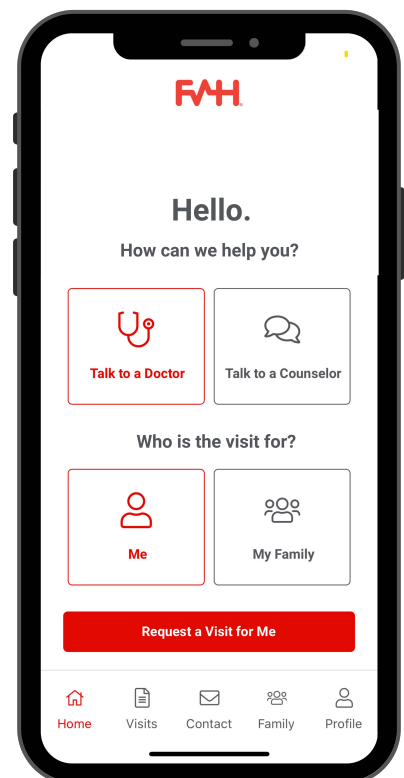 FAH
Hello.
How can we help you?
Talk to a Doctor
Talk to a Counselor
Who is the visit for?
Me
My Family
Request a Visit for Me
Home
Visits
Contact
Family
Profile